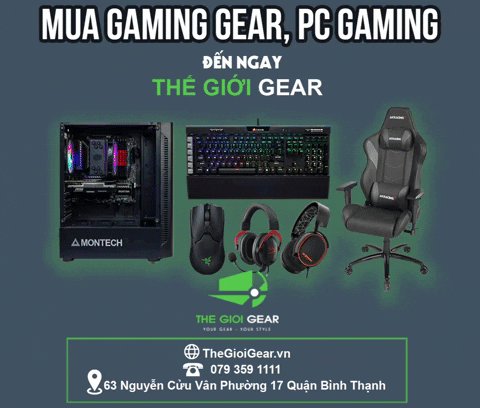 MUA GAMING GEAR, PC GAMING
ĐẾN NGAY
THẾ GIỚI GEAR
MONTECH
THE GIOI GEAR
YOUR GEAR - YOUR STYLE
TheGioiGear.vn
079 359 1111
63 Nguyễn Cửu Vân Phường 17 Quận Bình Thạnh